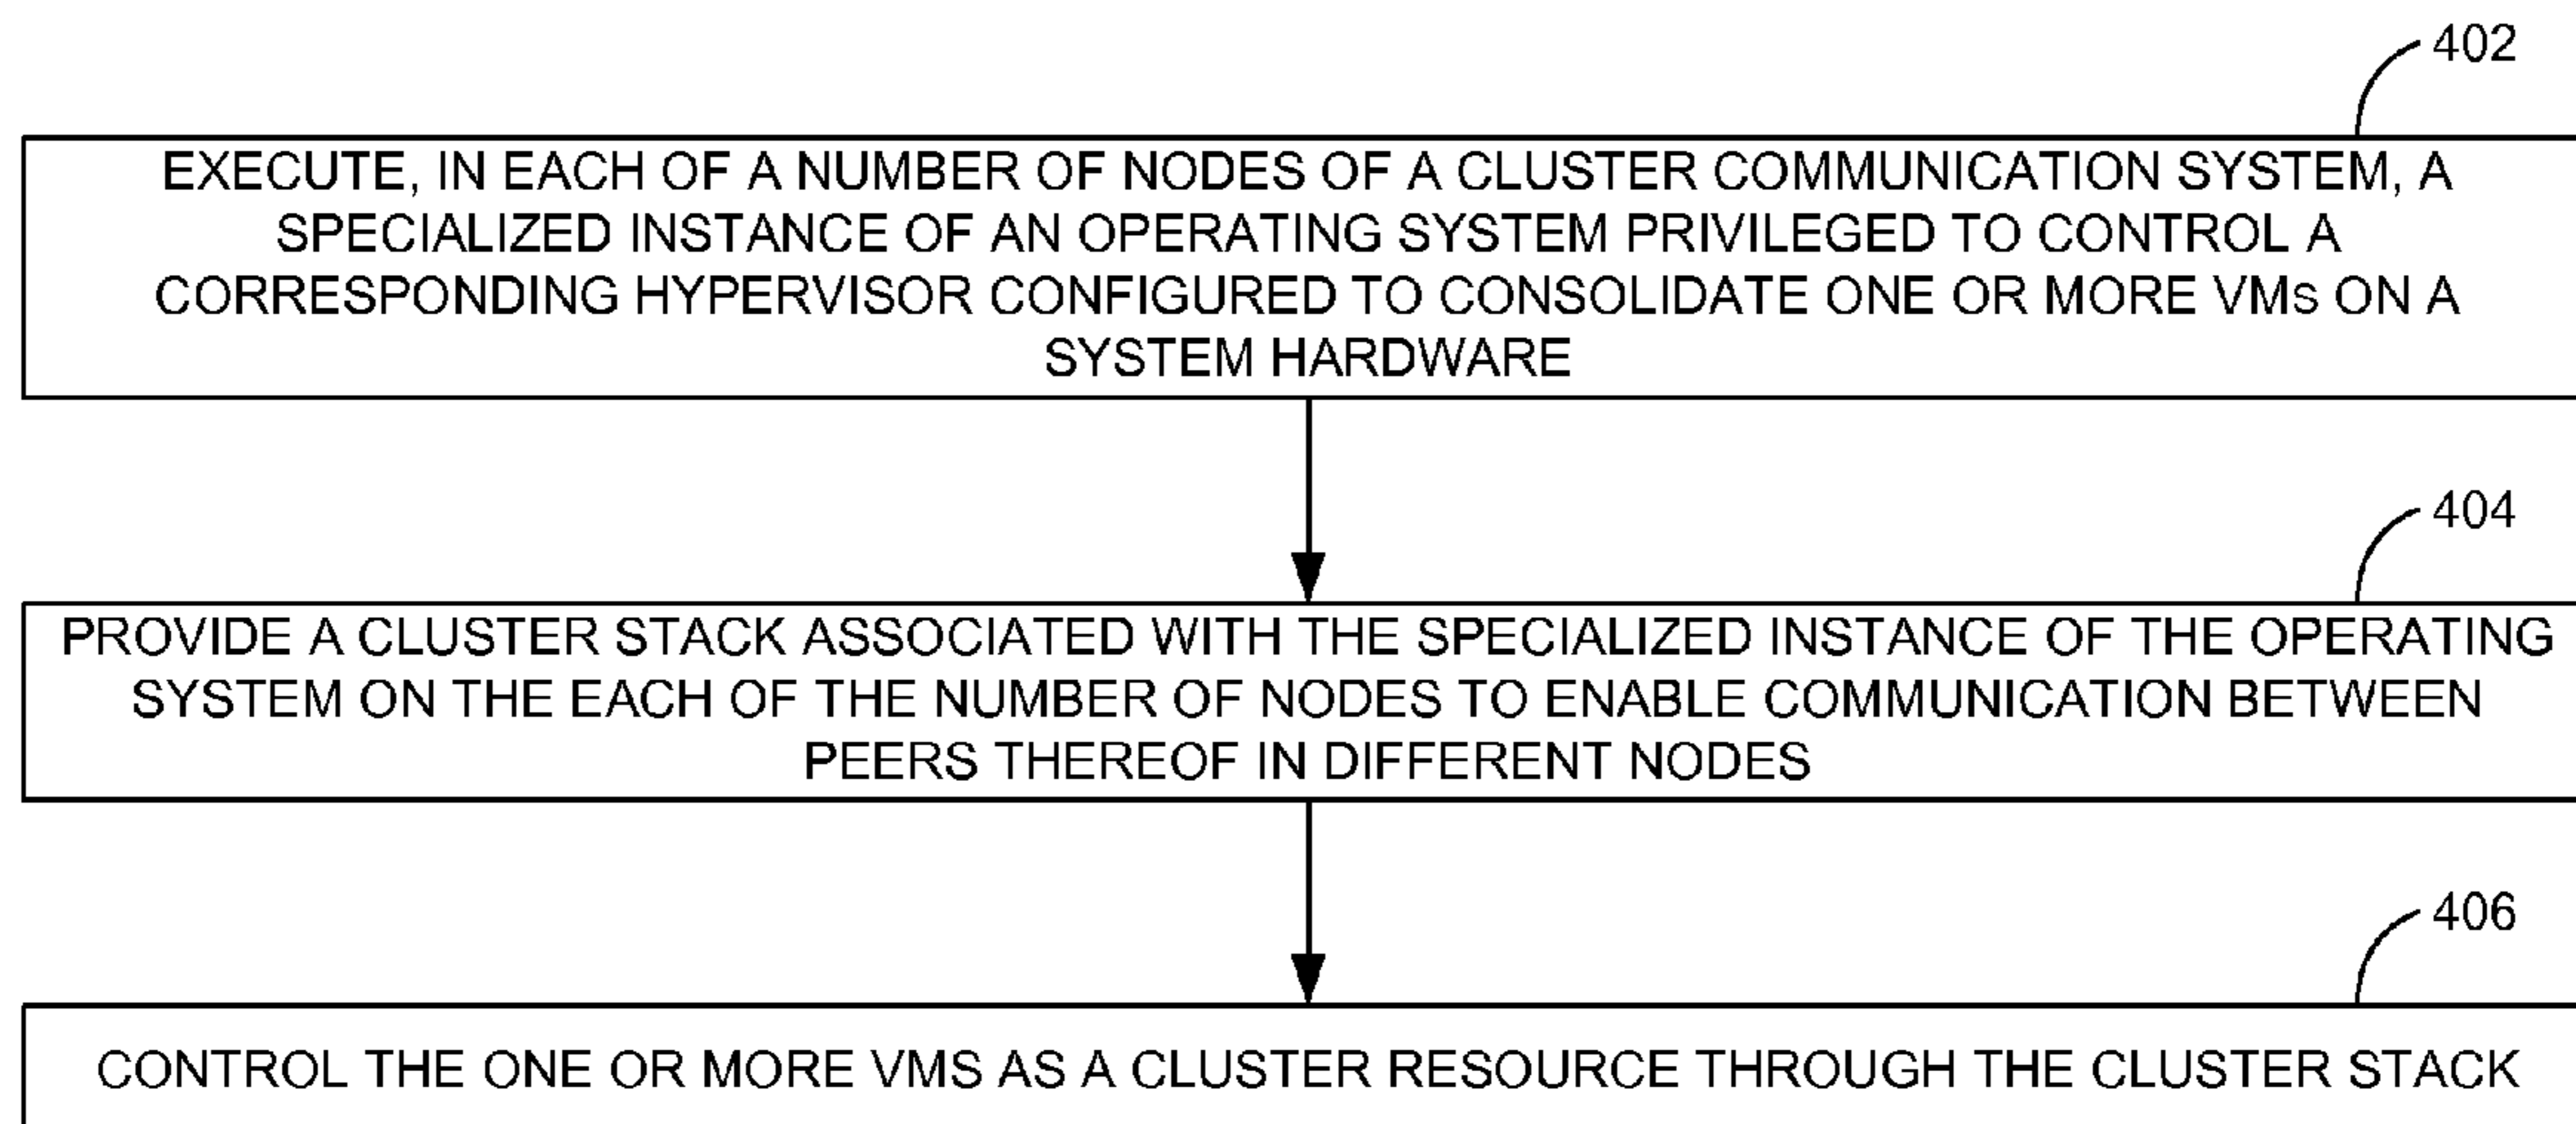 402
EXECUTE, IN EACH OF A NUMBER OF NODES OF A CLUSTER COMMUNICATION SYSTEM, A
SPECIALIZED INSTANCE OF AN OPERATING SYSTEM PRIVILEGED TO CONTROL A
CORRESPONDING HYPERVISOR CONFIGURED TO CONSOLIDATE ONE OR MORE VMs ON A
SYSTEM HARDWARE
404
PROVIDE A CLUSTER STACK ASSOCIATED WITH THE SPECIALIZED INSTANCE OF THE OPERATING
SYSTEM ON THE EACH OF THE NUMBER OF NODES TO ENABLE COMMUNICATION BETWEEN
PEERS THEREOF IN DIFFERENT NODES
406
CONTROL THE ONE OR MORE VMS AS A CLUSTER RESOURCE THROUGH THE CLUSTER STACK